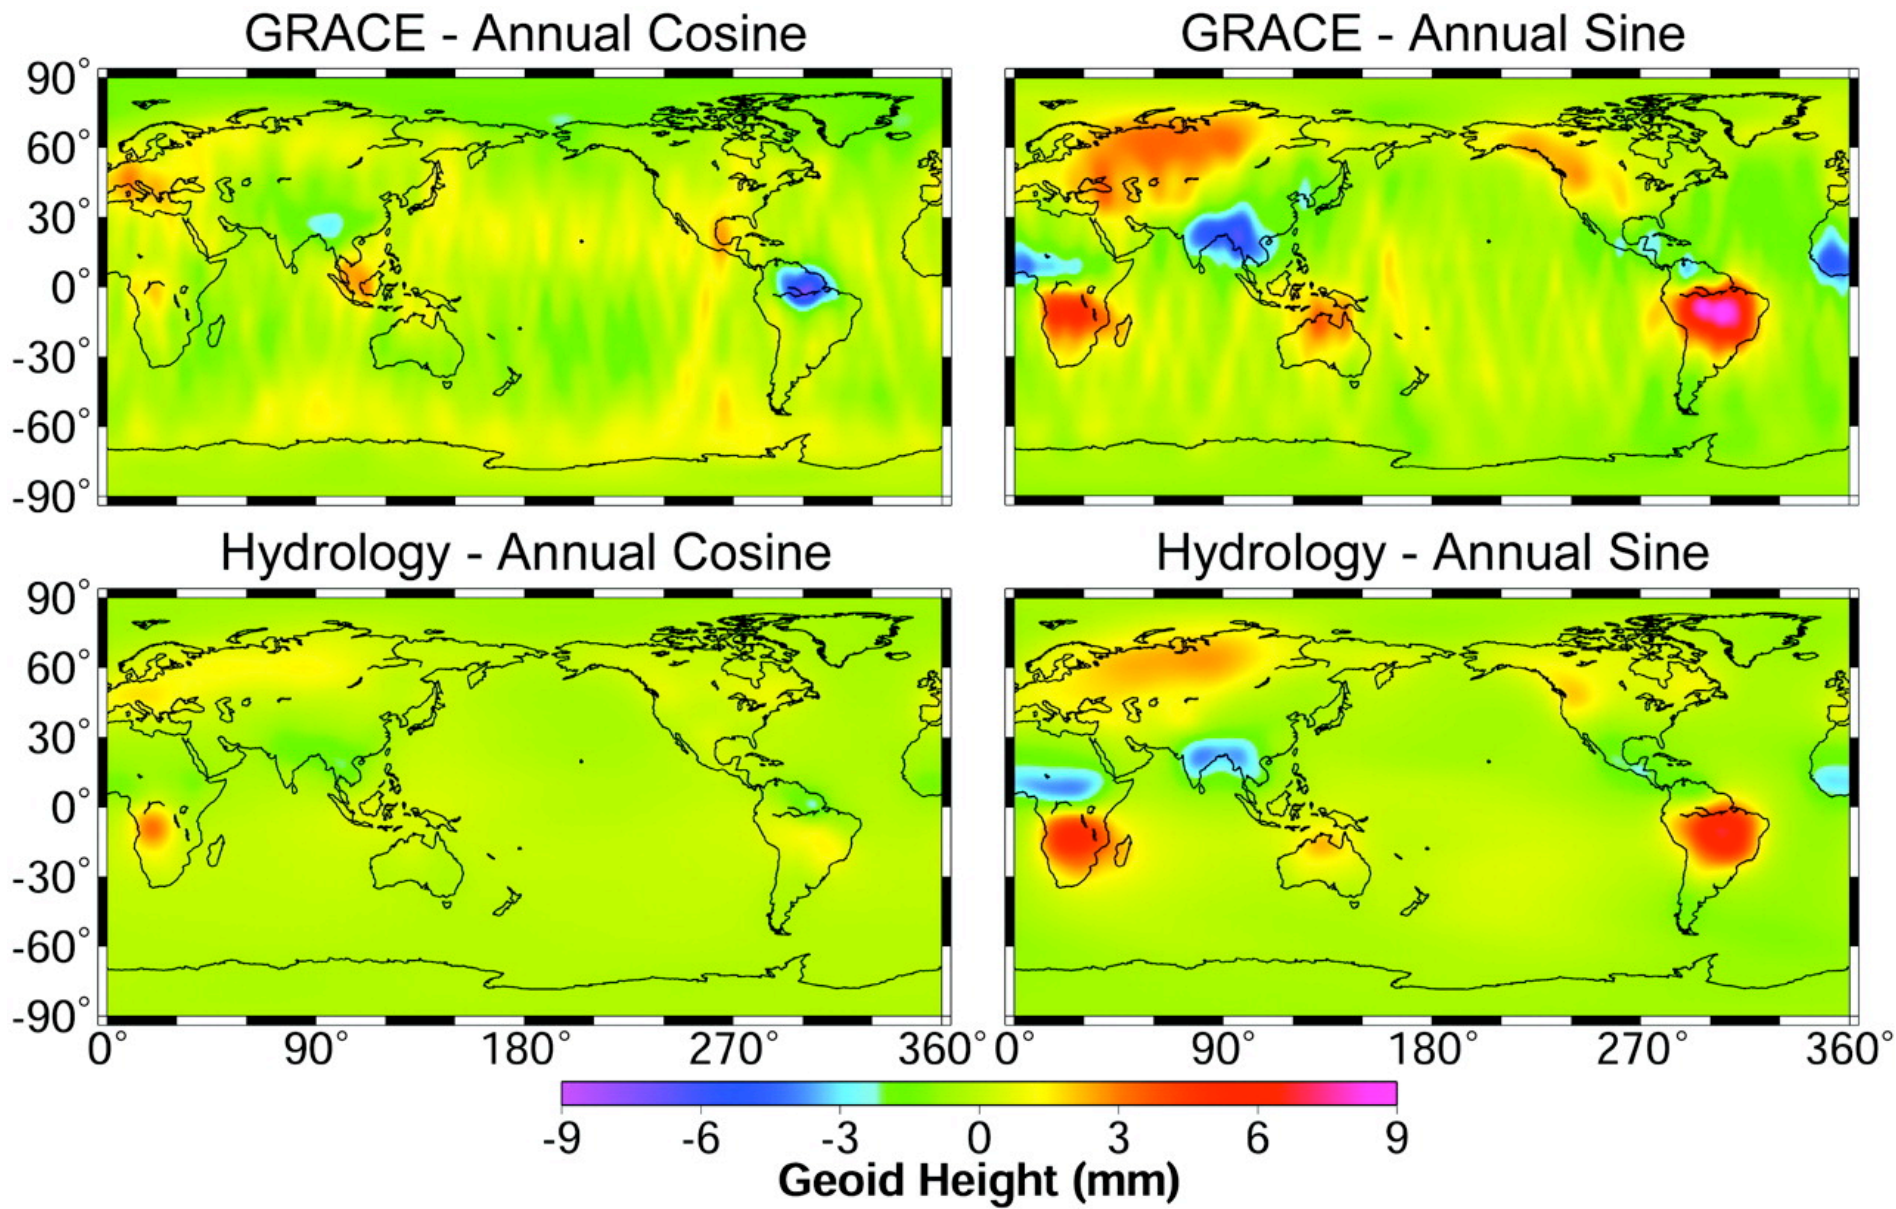 GRACE - Annual Cosine
GRACE - Annual Sine
90°
60°
30°
0°
-30°
-60°
-90°
Hydrology - Annual Cosine
Hydrology - Annual Sine
90°
60°
30°
0°
-30°
-60°
-90°
0° 90° 180° 270° 360°
0° 90° 180° 270° 360°
-9 -6 -3 0 3 6 9
Geoid Height (mm)